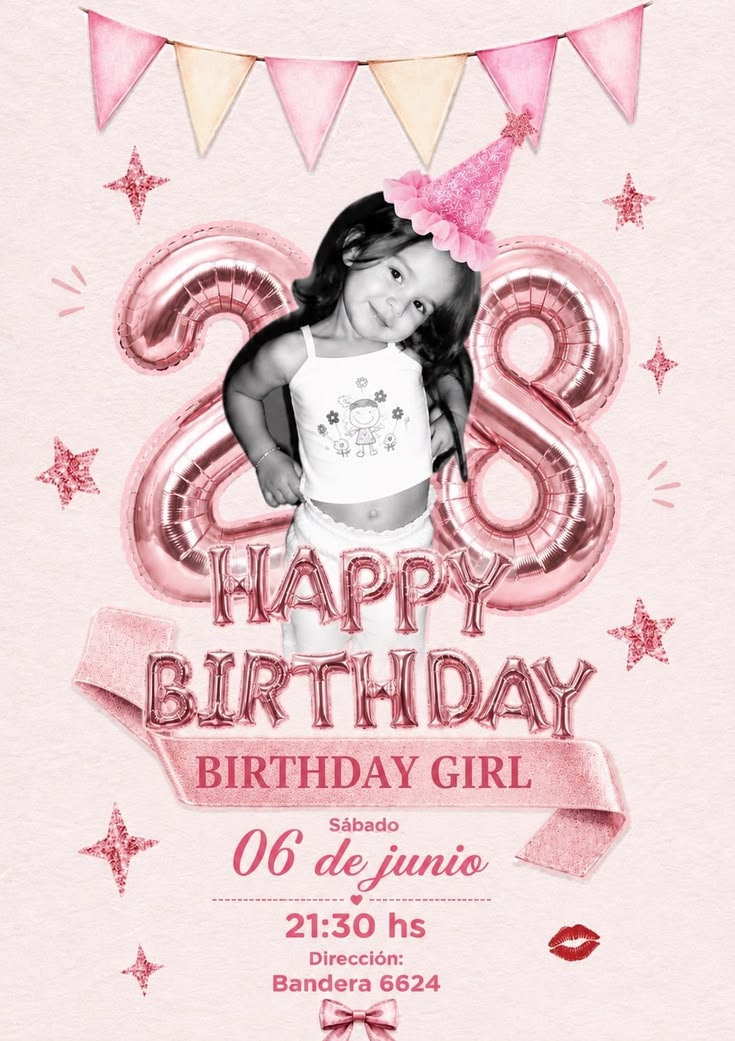 28
HAPPY
BIRTHDAY
BIRTHDAY GIRL
Sábado
06 de junio
21:30 hs
Dirección:
Bandera 6624